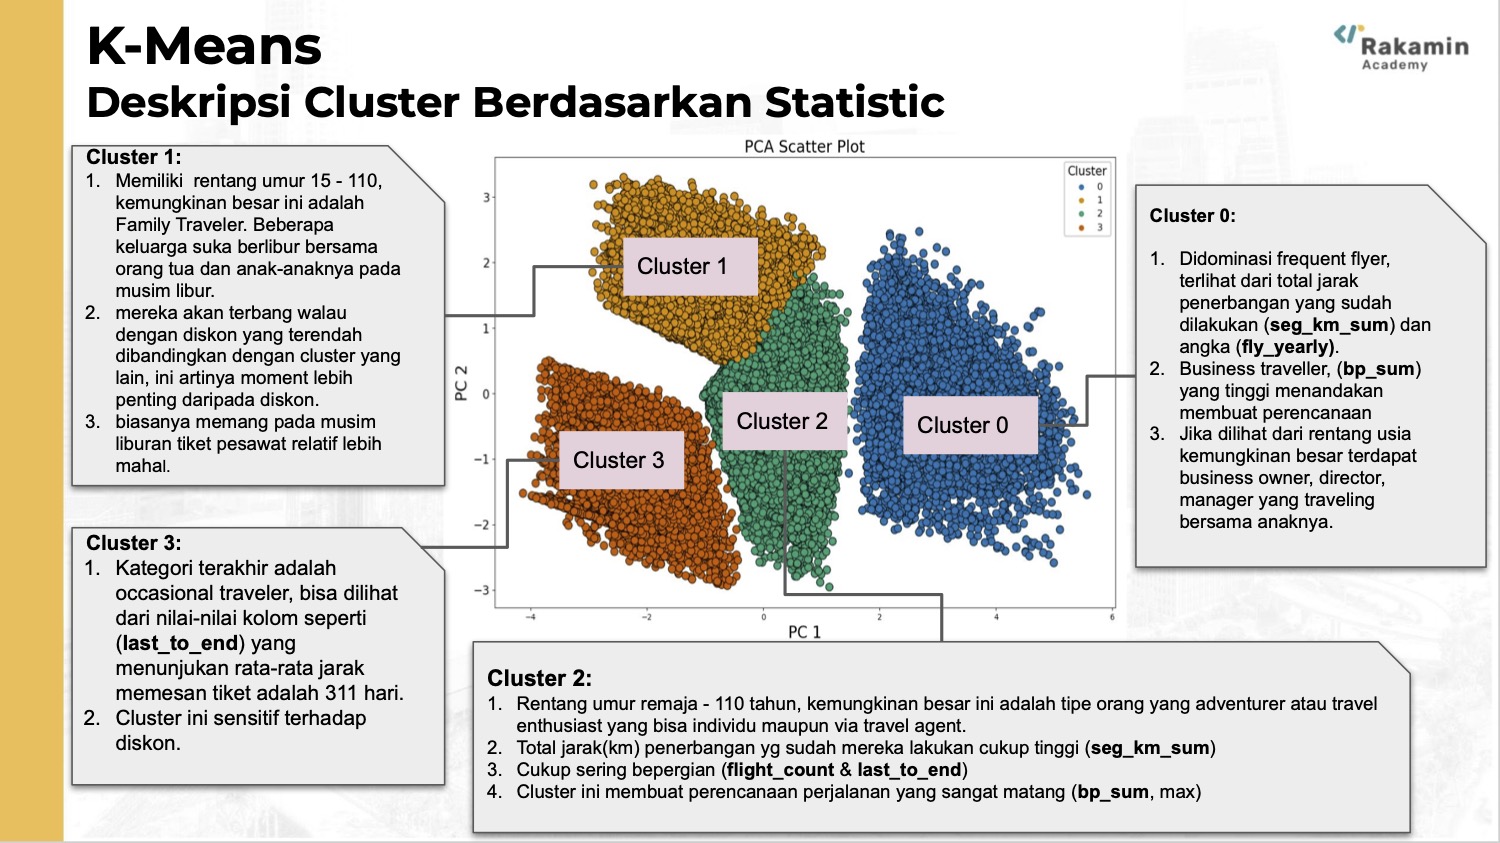 K-Means
Deskripsi Cluster Berdasarkan Statistic
</> Rakamin
Academy
Cluster 1:
1. Memiliki rentang umur 15 - 110,
kemungkinan besar ini adalah
Family Traveler. Beberapa
keluarga suka berlibur bersama
orang tua dan anak-anaknya pada
musim libur.
2. mereka akan terbang walau
dengan diskon yang terendah
dibandingkan dengan cluster yang
lain, ini artinya moment lebih
penting daripada diskon.
3. biasanya memang pada musim
liburan tiket pesawat relatif lebih
mahal.
Cluster 3:
1. Kategori terakhir adalah
occasional traveler, bisa dilihat
dari nilai-nilai kolom seperti
(last_to_end) yang
menunjukan rata-rata jarak
memesan tiket adalah 311 hari.
2. Cluster ini sensitif terhadap
diskon.
PCA Scatter Plot
Cluster
0
1
2
3
PC 2
3
2
1
0
−1
−2
−3
Cluster 1
Cluster 2
Cluster 0
Cluster 3
−4
−2
0
2
4
6
PC 1
Cluster 0:
1. Didominasi frequent flyer,
terlihat dari total jarak
penerbangan yang sudah
dilakukan (seg_km_sum) dan
angka (fly_yearly).
2. Business traveller, (bp_sum)
yang tinggi menandakan
membuat perencanaan
3. Jika dilihat dari rentang usia
kemungkinan besar terdapat
business owner, director,
manager yang traveling
bersama anaknya.
Cluster 2:
1. Rentang umur remaja - 110 tahun, kemungkinan besar ini adalah tipe orang yang adventurer atau travel
enthusiast yang bisa individu maupun via travel agent.
2. Total jarak(km) penerbangan yg sudah mereka lakukan cukup tinggi (seg_km_sum)
3. Cukup sering bepergian (flight_count & last_to_end)
4. Cluster ini membuat perencanaan perjalanan yang sangat matang (bp_sum, max)